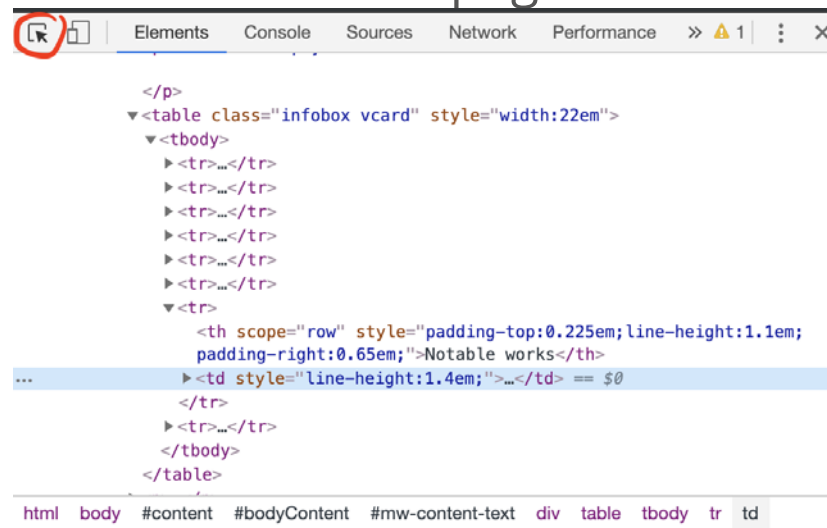 Elements Console Sources Network Performance » 1
</p>
▼<table class="infobox vcard" style="width:22em">
▼<tbody>
▶<tr>…</tr>
▶<tr>…</tr>
▶<tr>…</tr>
▶<tr>…</tr>
▶<tr>…</tr>
▶<tr>…</tr>
▼<tr>
<th scope="row" style="padding-top:0.225em;line-height:1.1em;
padding-right:0.65em;">Notable works</th>
… ▶<td style="line-height:1.4em;">…</td> == $0
</tr>
▶<tr>…</tr>
</tbody>
</table>
html body #content #bodyContent #mw-content-text div table tbody tr td